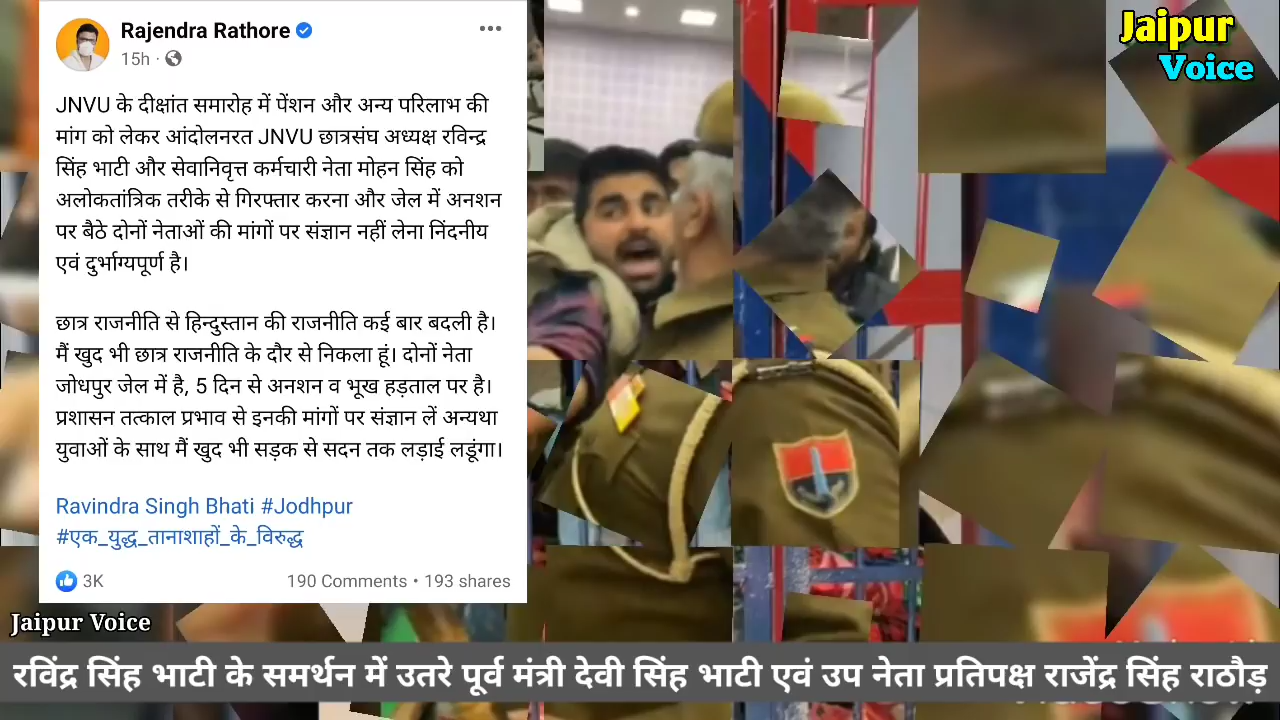 Rajendra Rathore
15h
JNVU के दीक्षांत समारोह में पेंशन और अन्य परिलाभ की
मांग को लेकर आंदोलनरत JNVU छात्रसंघ अध्यक्ष रविन्द्र
सिंह भाटी और सेवानिवृत्त कर्मचारी नेता मोहन सिंह को
अलोकतांत्रिक तरीके से गिरफ्तार करना और जेल में अनशन
पर बैठे दोनों नेताओं की मांगों पर संज्ञान नहीं लेना निंदनीय
एवं दुर्भाग्यपूर्ण है।
छात्र राजनीति से हिन्दुस्तान की राजनीति कई बार बदली है।
मैं खुद भी छात्र राजनीति के दौर से निकला हूं। दोनों नेता
जोधपुर जेल में है, 5 दिन से अनशन व भूख हड़ताल पर है।
प्रशासन तत्काल प्रभाव से इनकी मांगों पर संज्ञान लें अन्यथा
युवाओं के साथ मैं खुद भी सड़क से सदन तक लड़ाई लडूंगा।
Ravindra Singh Bhati #Jodhpur
#एक_युद्ध_तानाशाहों_के_विरुद्ध
3K 190 Comments • 193 shares
Jaipur
Voice
Jaipur Voice
रविंद्र सिंह भाटी के समर्थन में उतरे पूर्व मंत्री देवी सिंह भाटी एवं उप नेता प्रतिपक्ष राजेंद्र सिंह राठौड़